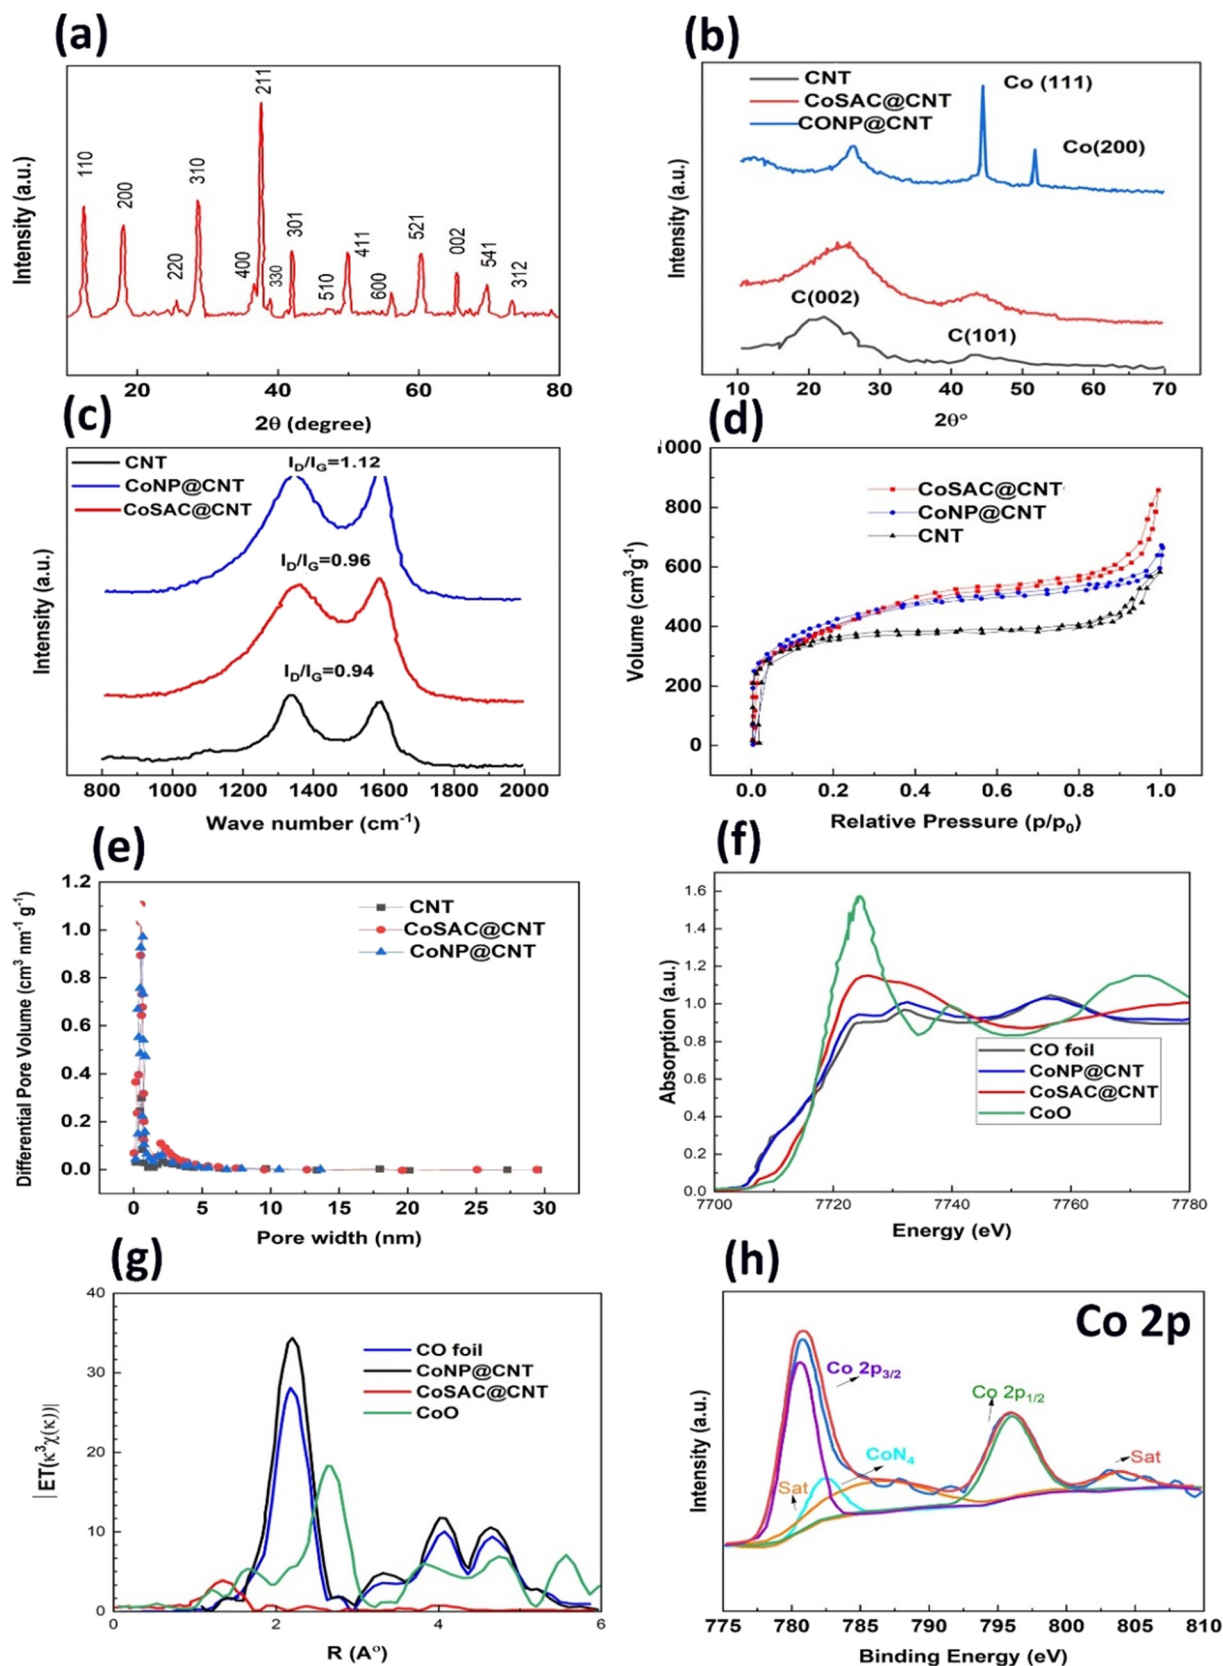 (a)
Intensity (a.u.)
110
200
220
310
400
211
330
301
510
411
600
521
002
541
312
20
40
60
80
2θ (degree)
(b)
CNT
CoSAC@CNT
CONP@CNT
Co (111)
Co(200)
C(002)
C(101)
Intensity (a.u.)
10 20 30 40 50 60 70
2θ°
(c)
CNT
CoNP@CNT
CoSAC@CNT
I_D/I_G=1.12
I_D/I_G=0.96
I_D/I_G=0.94
Intensity (a.u.)
800 1000 1200 1400 1600 1800 2000
Wave number (cm⁻¹)
(d)
000
800
600
400
200
0
Volume (cm³g⁻¹)
CoSAC@CNT
CoNP@CNT
CNT
0.0 0.2 0.4 0.6 0.8 1.0
Relative Pressure (p/p₀)
(e)
1.2
1.0
0.8
0.6
0.4
0.2
0.0
Differential Pore Volume (cm³ nm⁻¹ g⁻¹)
CNT
CoSAC@CNT
CoNP@CNT
0 5 10 15 20 25 30
Pore width (nm)
(f)
1.6
1.4
1.2
1.0
0.8
0.6
0.4
0.2
0.0
Absorption (a.u.)
CO foil
CoNP@CNT
CoSAC@CNT
CoO
7700 7720 7740 7760 7780
Energy (eV)
(g)
40
30
20
10
0
|ET(κ³χ(κ))|
CO foil
CoNP@CNT
CoSAC@CNT
CoO
0 2 4 6
R (A°)
(h)
Co 2p
Co 2p₃/₂
Co 2p₁/₂
CoN₄
Sat
Sat
Intensity (a.u.)
775 780 785 790 795 800 805 810
Binding Energy (eV)